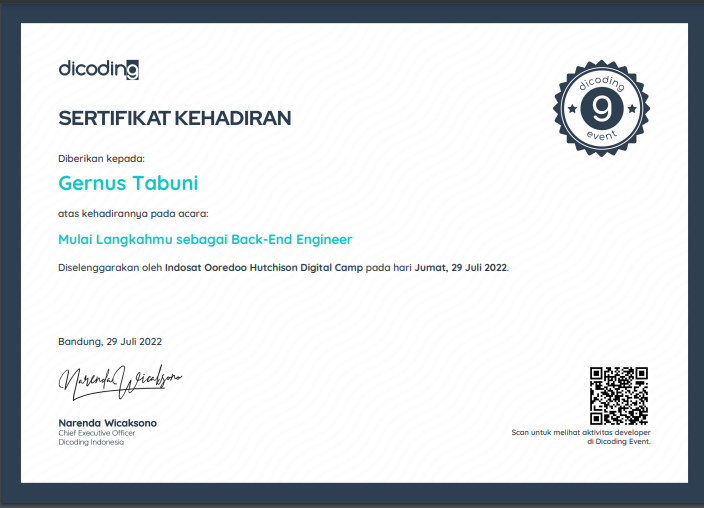 dicoding
SERTIFIKAT KEHADIRAN
dicoding
event
Diberikan kepada:
Gernus Tabuni
atas kehadirannya pada acara:
Mulai Langkahmu sebagai Back-End Engineer
Diselenggarakan oleh Indosat Ooredoo Hutchison Digital Camp pada hari Jumat, 29 Juli 2022.
Bandung, 29 Juli 2022
Narenda Wicaksono
Narenda Wicaksono
Chief Executive Officer
Dicoding Indonesia
Scan untuk melihat aktivitas developer
di Dicoding Event.